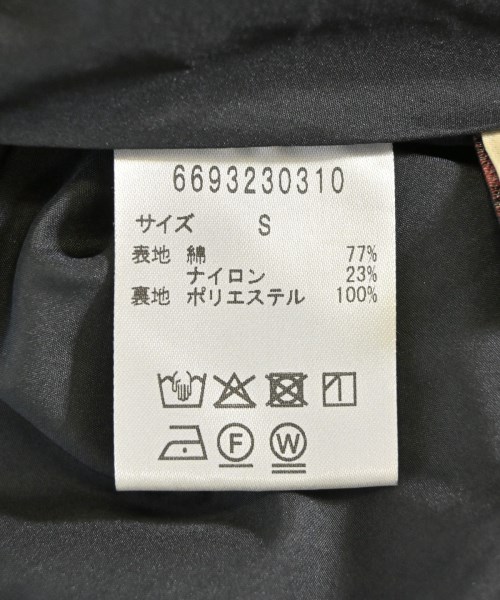 6693230310
サイズ S
表地 綿 77%
ナイロン 23%
裏地 ポリエステル 100%
F W